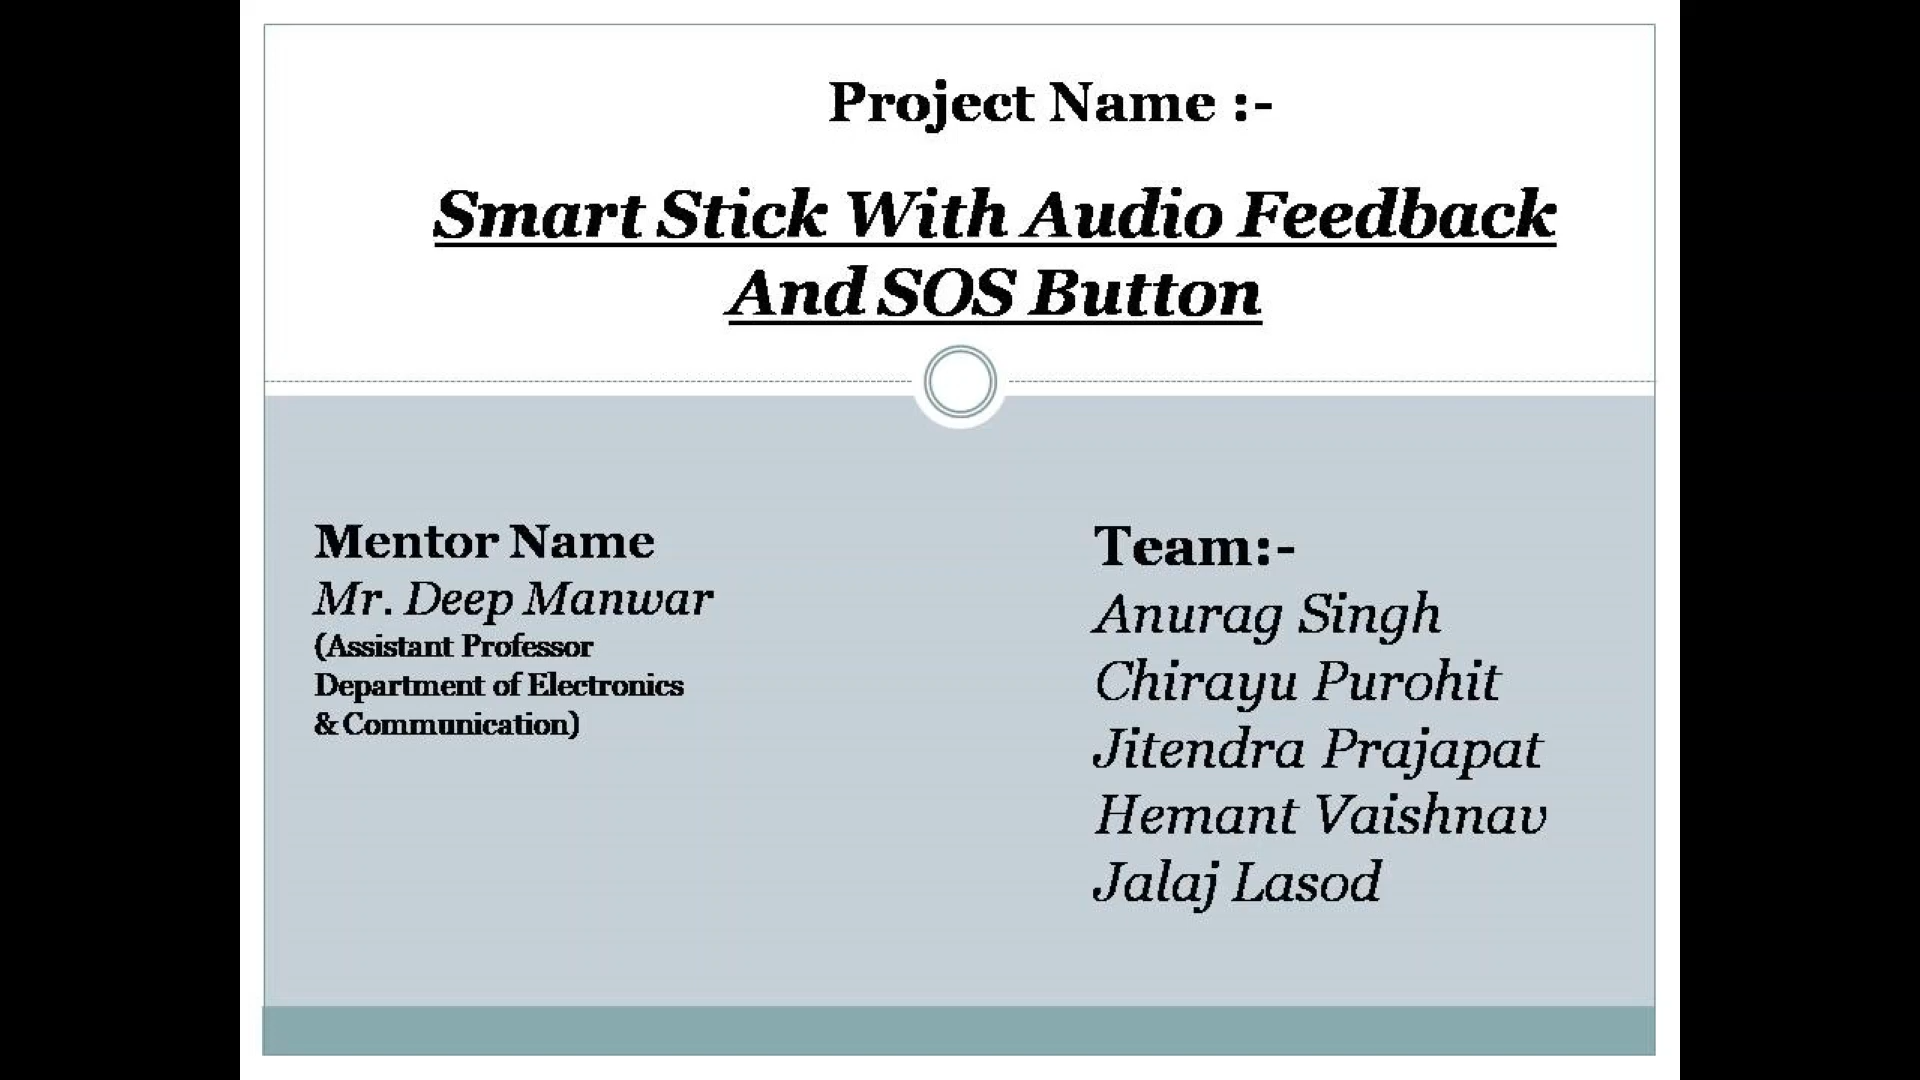 Project Name :-
Smart Stick With Audio Feedback
And SOS Button
Mentor Name
Mr. Deep Manwar
(Assistant Professor
Department of Electronics
& Communication)
Team:-
Anurag Singh
Chirayu Purohit
Jitendra Prajapat
Hemant Vaishnav
Jalaj Lasod